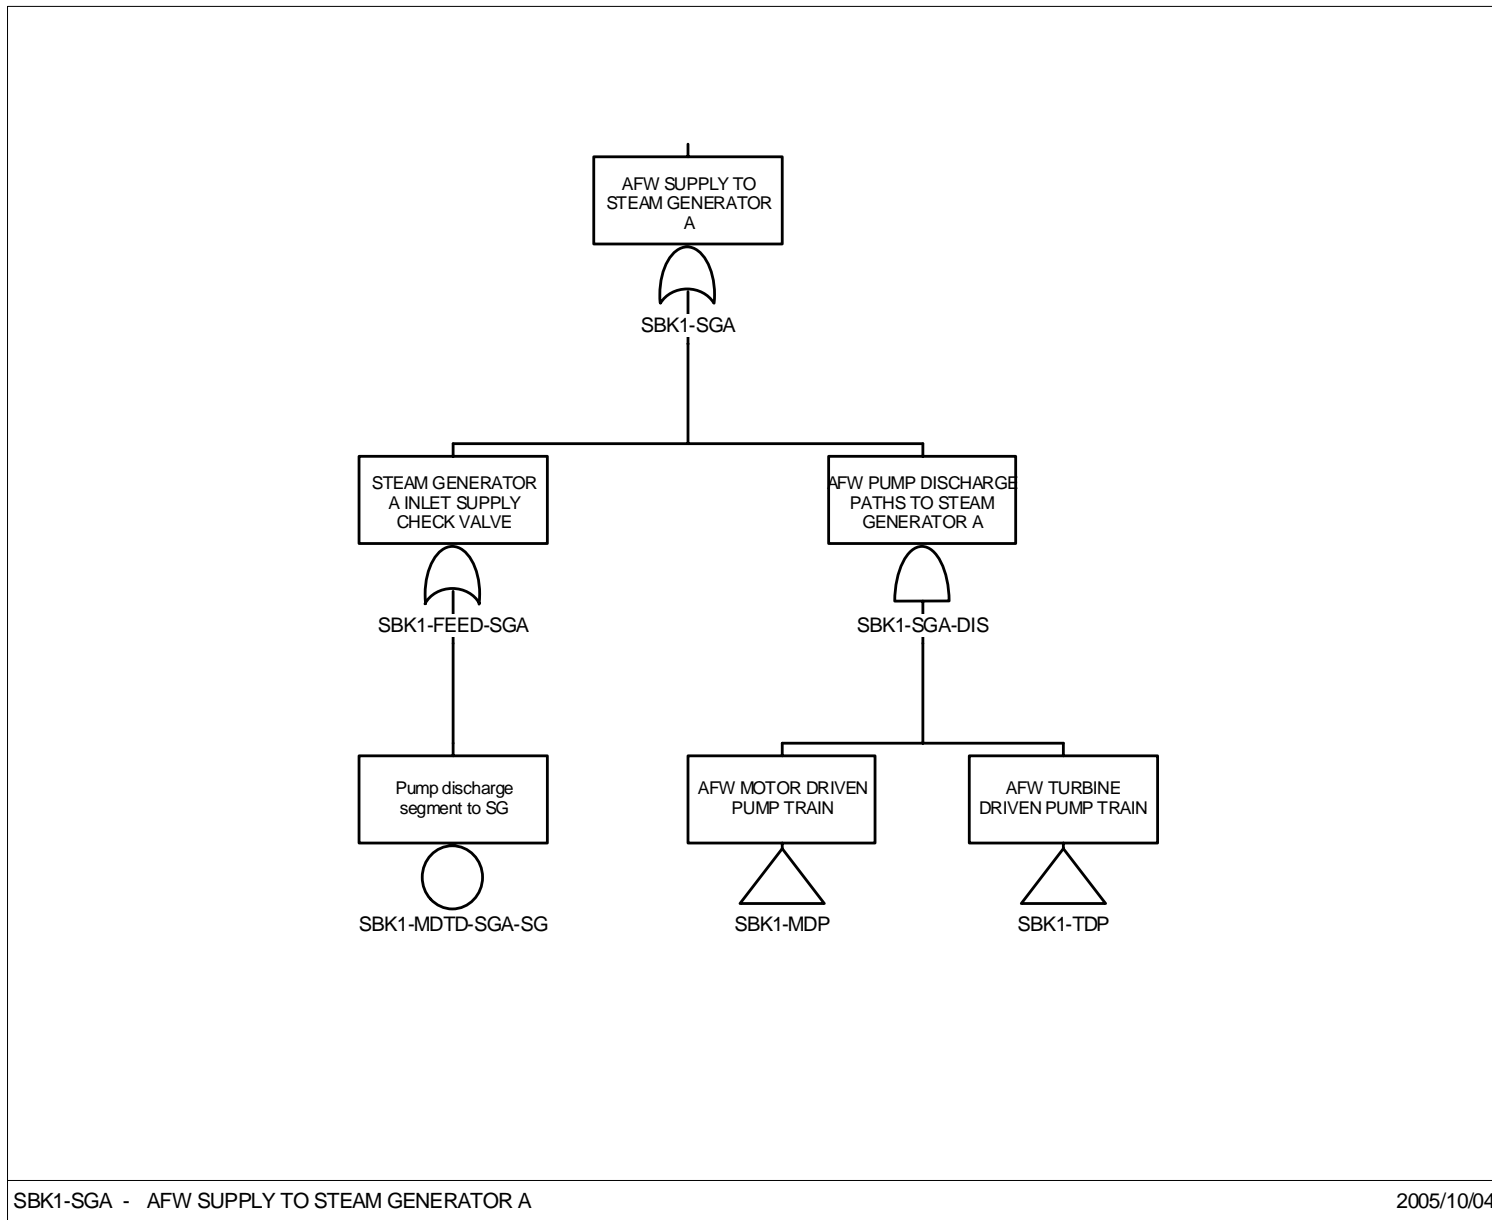 AFW SUPPLY TO
STEAM GENERATOR
A
SBK1-SGA
STEAM GENERATOR
A INLET SUPPLY
CHECK VALVE
SBK1-FEED-SGA
AFW PUMP DISCHARGE
PATHS TO STEAM
GENERATOR A
SBK1-SGA-DIS
Pump discharge
segment to SG
SBK1-MDTD-SGA-SG
AFW MOTOR DRIVEN
PUMP TRAIN
SBK1-MDP
AFW TURBINE
DRIVEN PUMP TRAIN
SBK1-TDP
SBK1-SGA - AFW SUPPLY TO STEAM GENERATOR A
2005/10/04